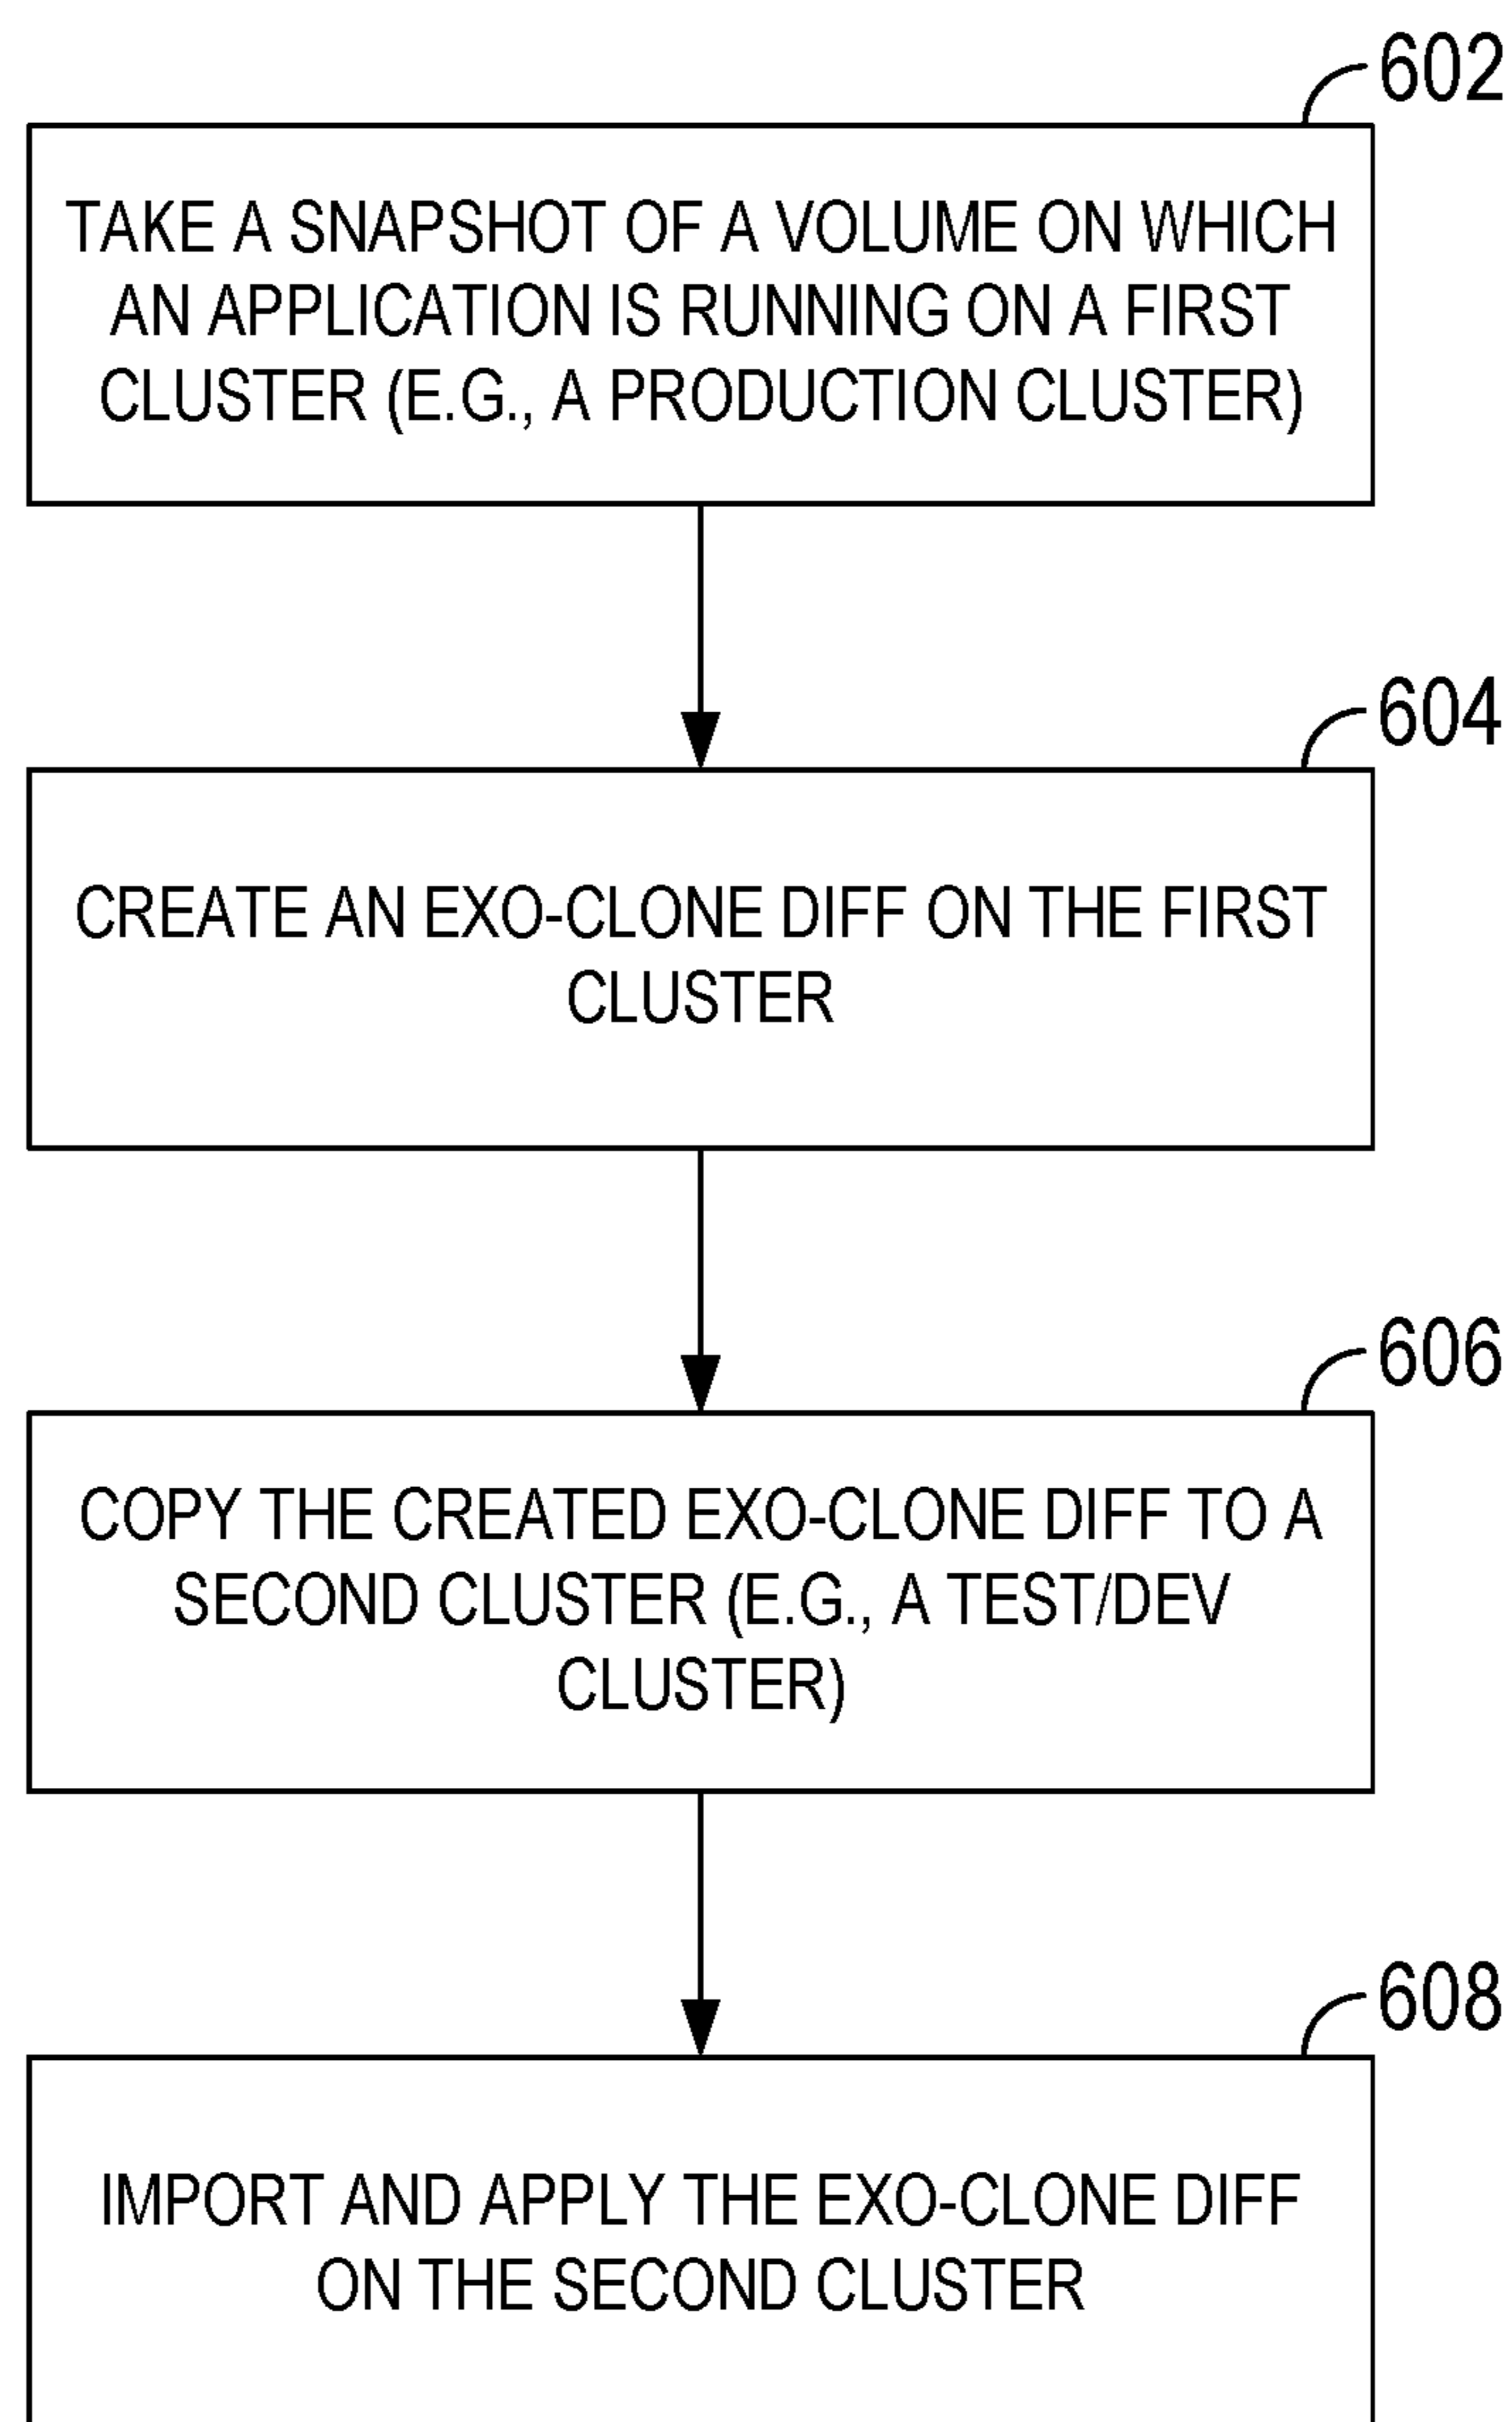 602
TAKE A SNAPSHOT OF A VOLUME ON WHICH
AN APPLICATION IS RUNNING ON A FIRST
CLUSTER (E.G., A PRODUCTION CLUSTER)
604
CREATE AN EXO-CLONE DIFF ON THE FIRST
CLUSTER
606
COPY THE CREATED EXO-CLONE DIFF TO A
SECOND CLUSTER (E.G., A TEST/DEV
CLUSTER)
608
IMPORT AND APPLY THE EXO-CLONE DIFF
ON THE SECOND CLUSTER